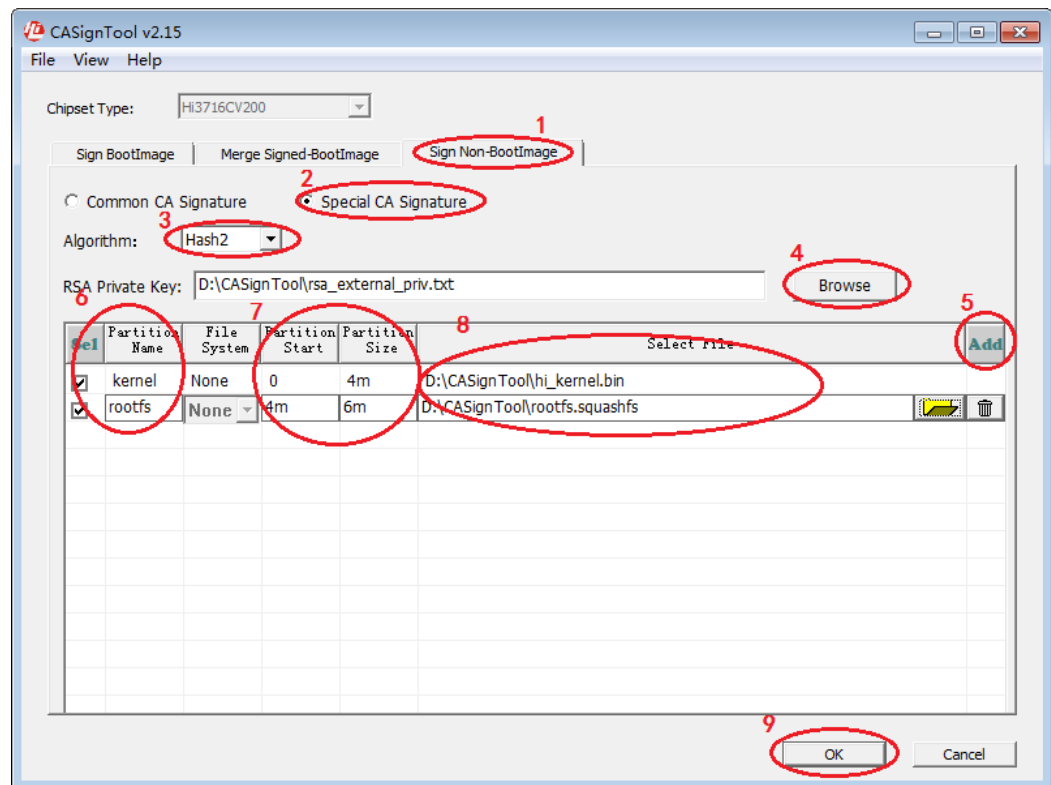 CASignTool v2.15
File View Help
Chipset Type: Hi3716CV200
1
Sign BootImage Merge Signed-BootImage Sign Non-BootImage
2
Common CA Signature Special CA Signature
3
Algorithm: Hash2
4
RSA Private Key: D:\CASignTool\rsa_external_priv.txt Browse
6 7 8 5
Sel Partition Name File System Partition Start Partition Size Select File Add
kernel None 0 4m D:\CASignTool\hi_kernel.bin
rootfs None 4m 6m D:\CASignTool\rootfs.squashfs
9
OK Cancel